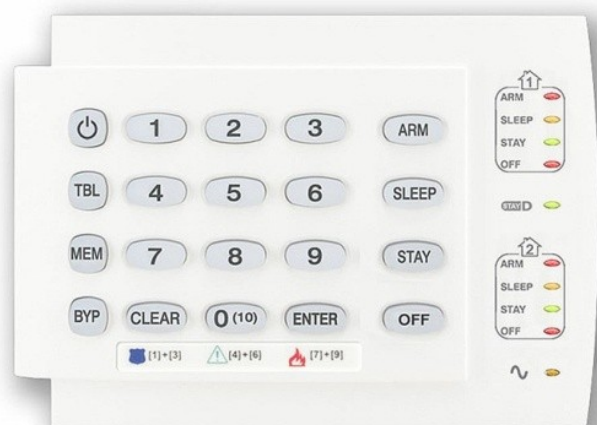 1 2 3 ARM
TBL 4 5 6 SLEEP
MEM 7 8 9 STAY
BYP CLEAR 0 (10) ENTER OFF
[1]+[3] [4]+[6] [7]+[9]
1
ARM
SLEEP
STAY
OFF
STAY D
2
ARM
SLEEP
STAY
OFF